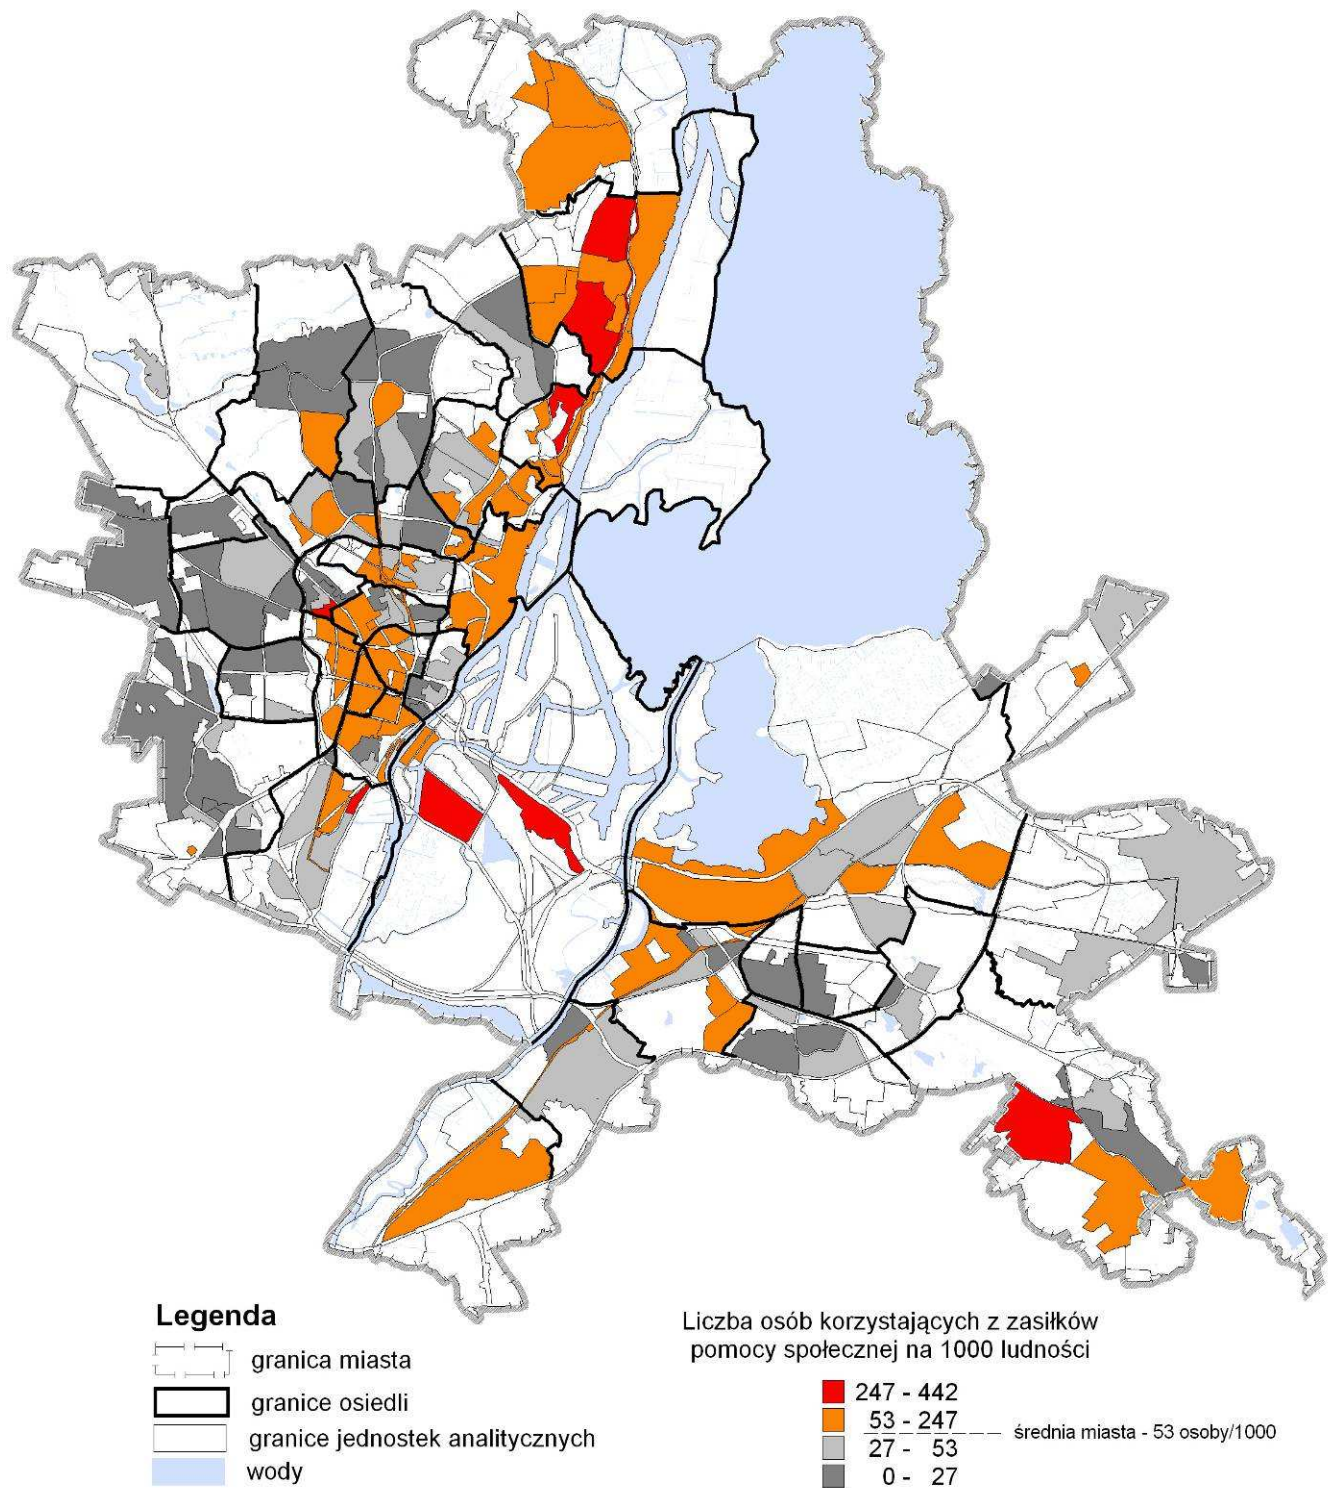 Legenda
granica miasta
granice osiedli
granice jednostek analitycznych
wody
Liczba osób korzystających z zasiłków
pomocy społecznej na 1000 ludności
247 - 442
53 - 247
średnia miasta - 53 osoby/1000
27 - 53
0 - 27